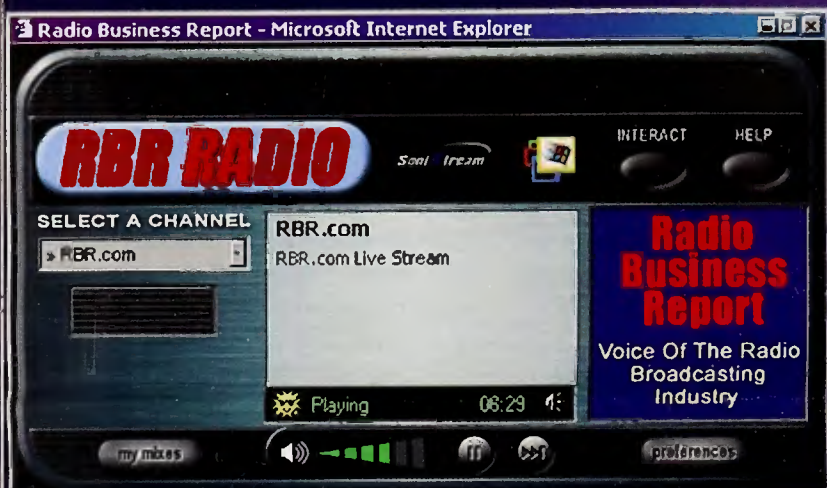 Radio Business Report - Microsoft Internet Explorer
RBR RADIO
INTERACT
HELP
SELECT A CHANNEL
» RBR.com
RBR.com
RBR.com Live Stream
Playing 06:29
Radio
Business
Report
Voice Of The Radio
Broadcasting
Industry
my mixes
preferences